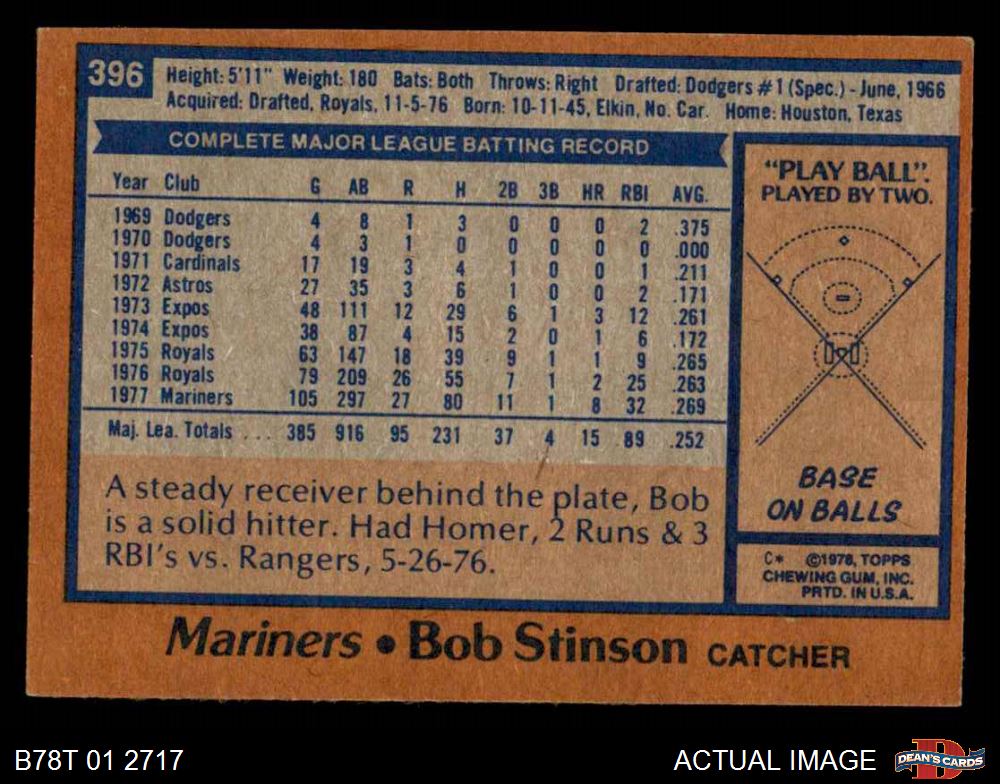 396
Height: 5'11" Weight: 180 Bats: Both Throws: Right Drafted: Dodgers #1 (Spec.) - June, 1966
Acquired: Drafted, Royals, 11-5-76 Born: 10-11-45, Elkin, No. Car. Home: Houston, Texas
COMPLETE MAJOR LEAGUE BATTING RECORD
Year Club G AB R H 2B 3B HR RBI AVG.
1969 Dodgers 4 8 1 3 0 0 0 2 .375
1970 Dodgers 4 3 1 0 0 0 0 0 .000
1971 Cardinals 17 19 3 4 1 0 0 1 .211
1972 Astros 27 35 3 6 1 0 0 2 .171
1973 Expos 48 111 12 29 6 1 3 12 .261
1974 Expos 38 87 4 15 2 0 1 6 .172
1975 Royals 63 147 18 39 9 1 1 9 .265
1976 Royals 79 209 26 55 7 1 2 25 .263
1977 Mariners 105 297 27 80 11 1 8 32 .269
Maj. Lea. Totals ... 385 916 95 231 37 4 15 89 .252
A steady receiver behind the plate, Bob
is a solid hitter. Had Homer, 2 Runs & 3
RBI's vs. Rangers, 5-26-76.
"PLAY BALL".
PLAYED BY TWO.
BASE
ON BALLS
C* ©1978, TOPPS
CHEWING GUM, INC.
PRTD. IN U.S.A.
Mariners • Bob Stinson CATCHER
B78T 01 2717
ACTUAL IMAGE
D
DEAN'S CARDS